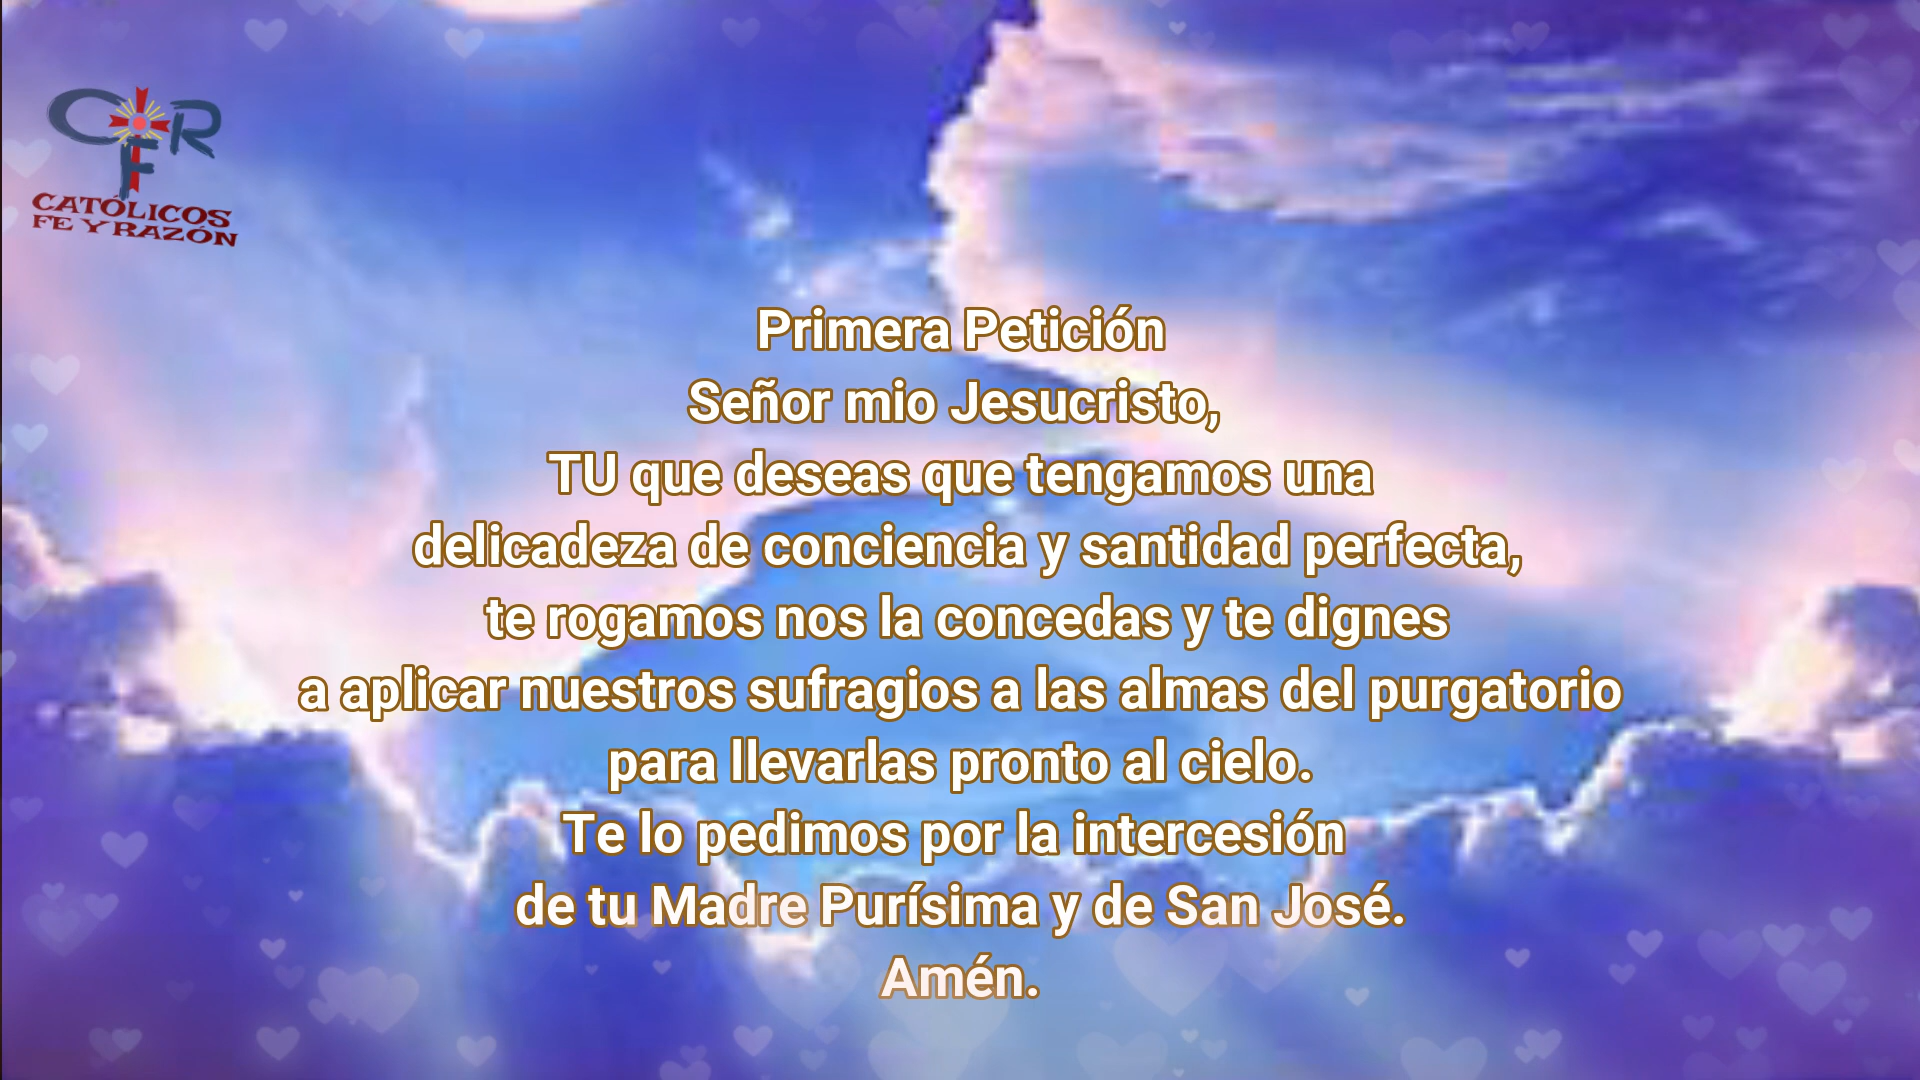 CFR
CATÓLICOS
FE Y RAZÓN
Primera Petición
Señor mio Jesucristo,
TU que deseas que tengamos una
delicadeza de conciencia y santidad perfecta,
te rogamos nos la concedas y te dignes
a aplicar nuestros sufragios a las almas del purgatorio
para llevarlas pronto al cielo.
Te lo pedimos por la intercesión
de tu Madre Purísima y de San José.
Amén.